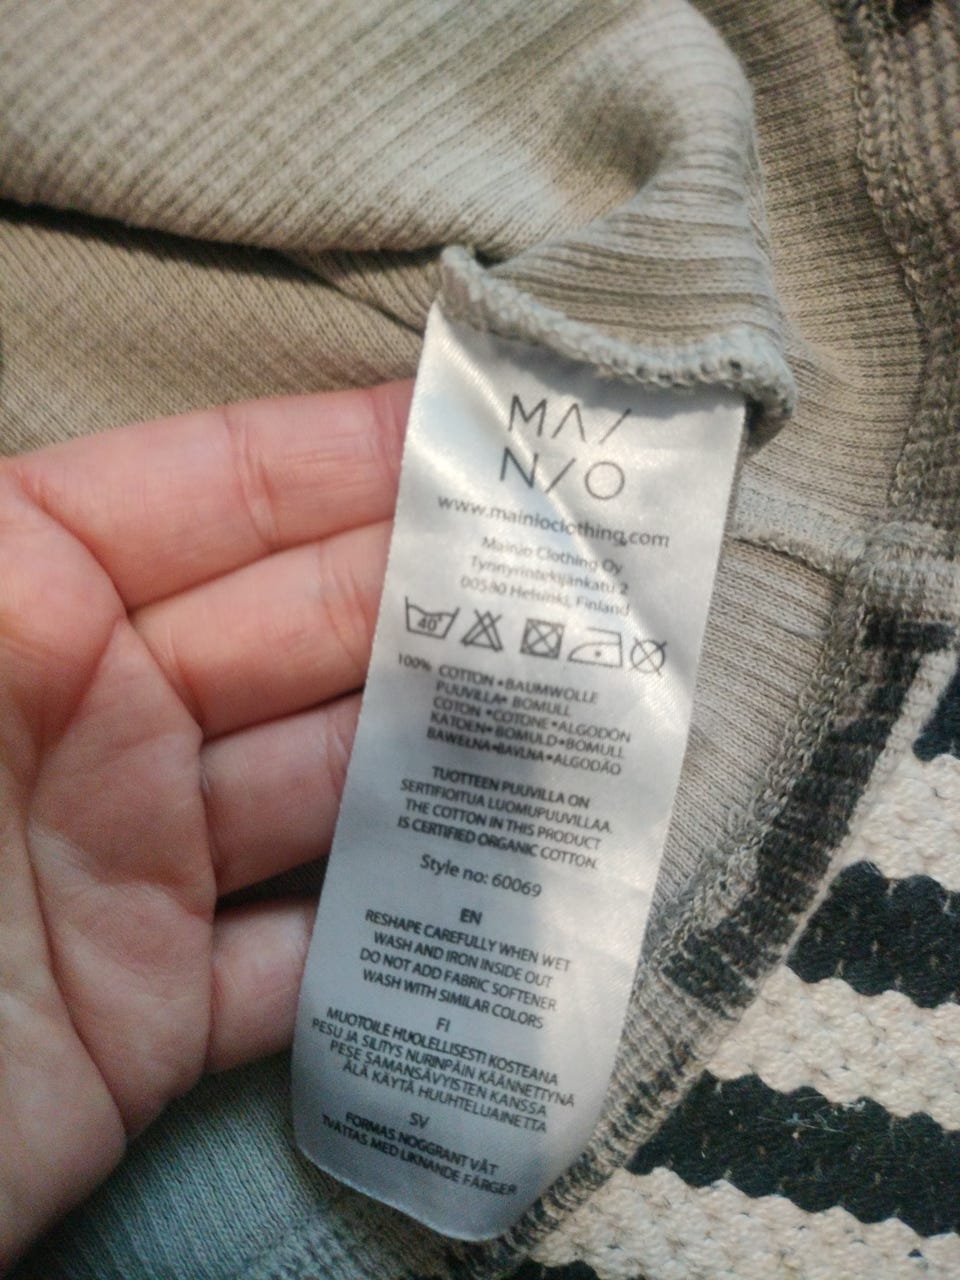 MA/
N/O
www.mainioclothing.com
Mainio Clothing Oy
Tynnyrintekijänkatu 2
00580 Helsinki, Finland
40°
100% COTTON•BAUMWOLLE
PUUVILLA•BOMULL
COTON•COTONE•ALGODÓN
KATOEN•BOMULD•BOMULL
BAWEŁNA•BAVLNA•ALGODÃO
TUOTTEEN PUUVILLA ON
SERTIFIOITUA LUOMUPUUVILLAA.
THE COTTON IN THIS PRODUCT
IS CERTIFIED ORGANIC COTTON.
Style no: 60069
EN
RESHAPE CAREFULLY WHEN WET
WASH AND IRON INSIDE OUT
DO NOT ADD FABRIC SOFTENER
WASH WITH SIMILAR COLORS
FI
MUOTOILE HUOLELLISESTI KOSTEANA
PESU JA SILITYS NURINPÄIN KÄÄNNETTYNÄ
PESE SAMANSÄVYISTEN KANSSA
ÄLÄ KÄYTÄ HUUHTELUAINETTA
SV
FORMAS NOGGRANT VÅT
TVÄTTAS MED LIKNANDE FÄRGER